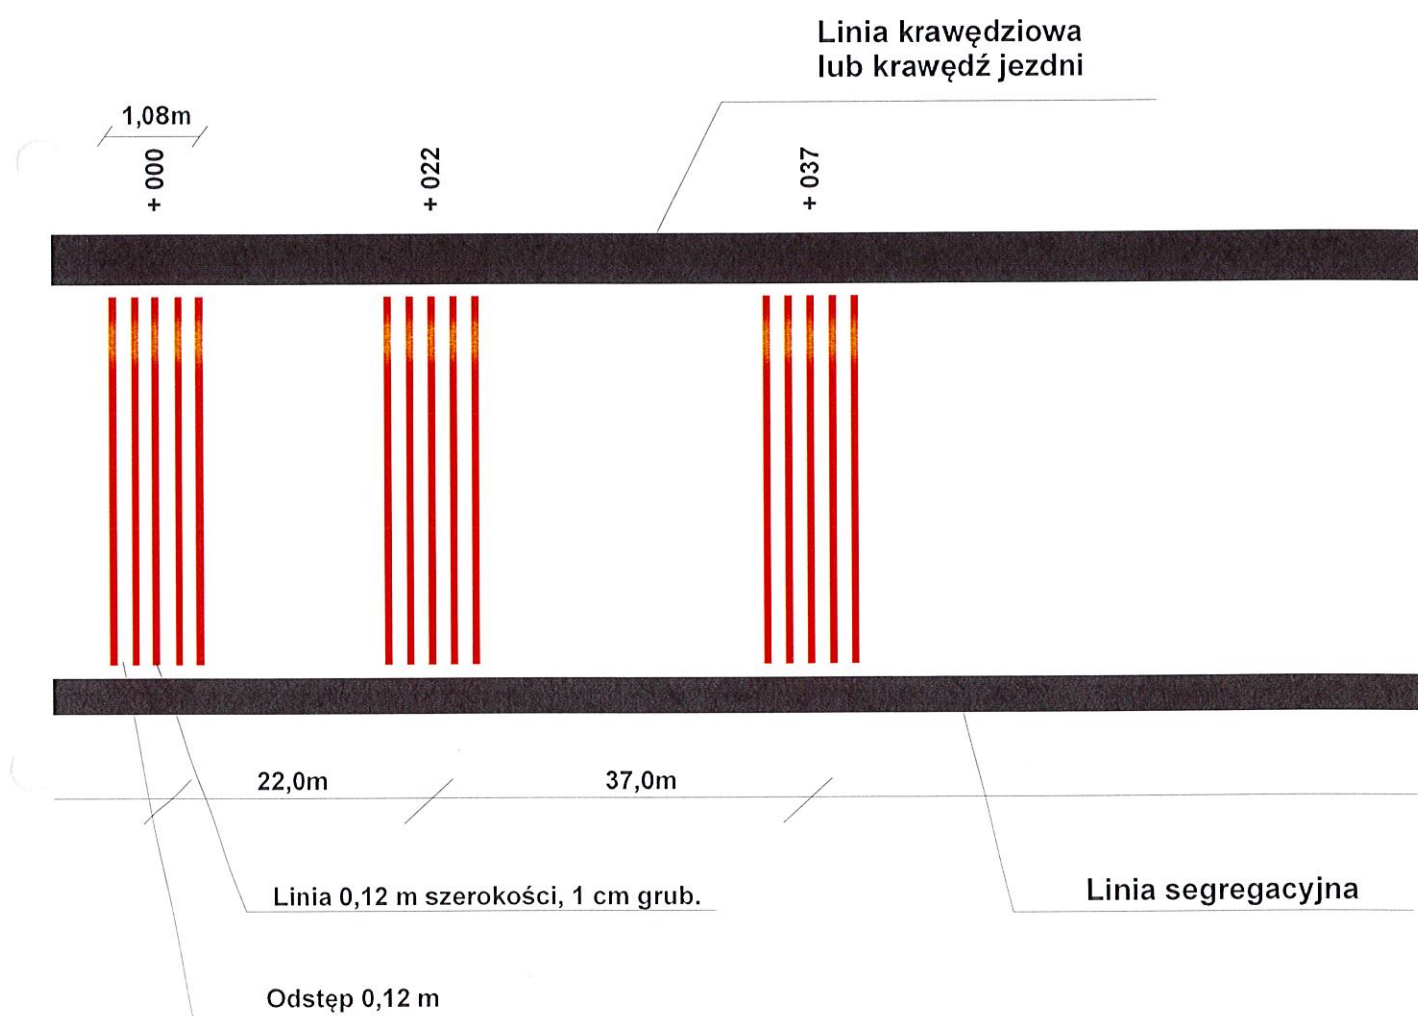 Linia krawędziowa
lub krawędź jezdni
1,08m
+ 000
+ 022
+ 037
22,0m
37,0m
Linia 0,12 m szerokości, 1 cm grub.
Linia segregacyjna
Odstęp 0,12 m